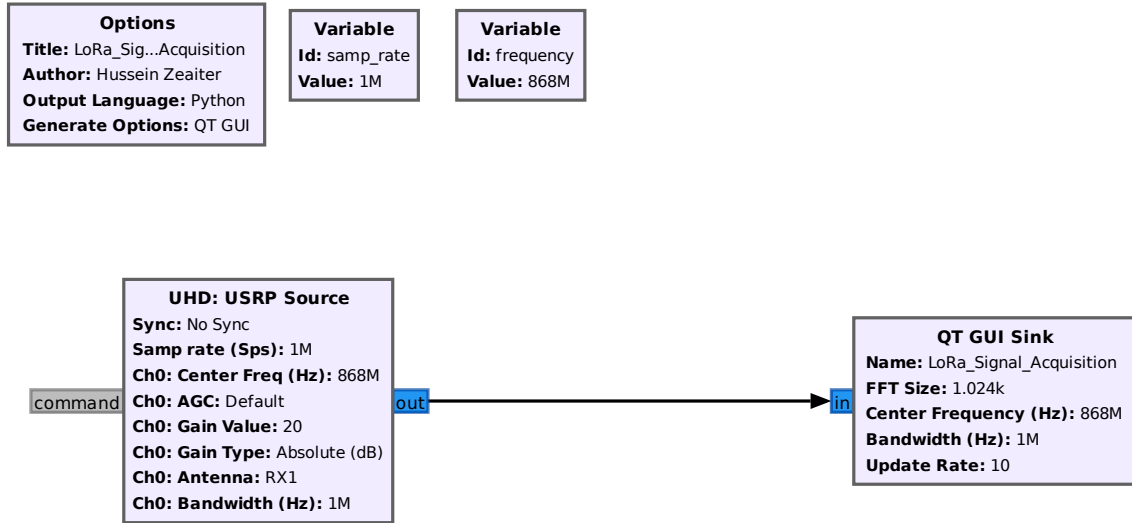 Options
Title: LoRa_Sig...Acquisition
Author: Hussein Zeaiter
Output Language: Python
Generate Options: QT GUI
Variable
Id: samp_rate
Value: 1M
Variable
Id: frequency
Value: 868M
UHD: USRP Source
Sync: No Sync
Samp rate (Sps): 1M
Ch0: Center Freq (Hz): 868M
Ch0: AGC: Default
Ch0: Gain Value: 20
Ch0: Gain Type: Absolute (dB)
Ch0: Antenna: RX1
Ch0: Bandwidth (Hz): 1M
command
out
in
QT GUI Sink
Name: LoRa_Signal_Acquisition
FFT Size: 1.024k
Center Frequency (Hz): 868M
Bandwidth (Hz): 1M
Update Rate: 10